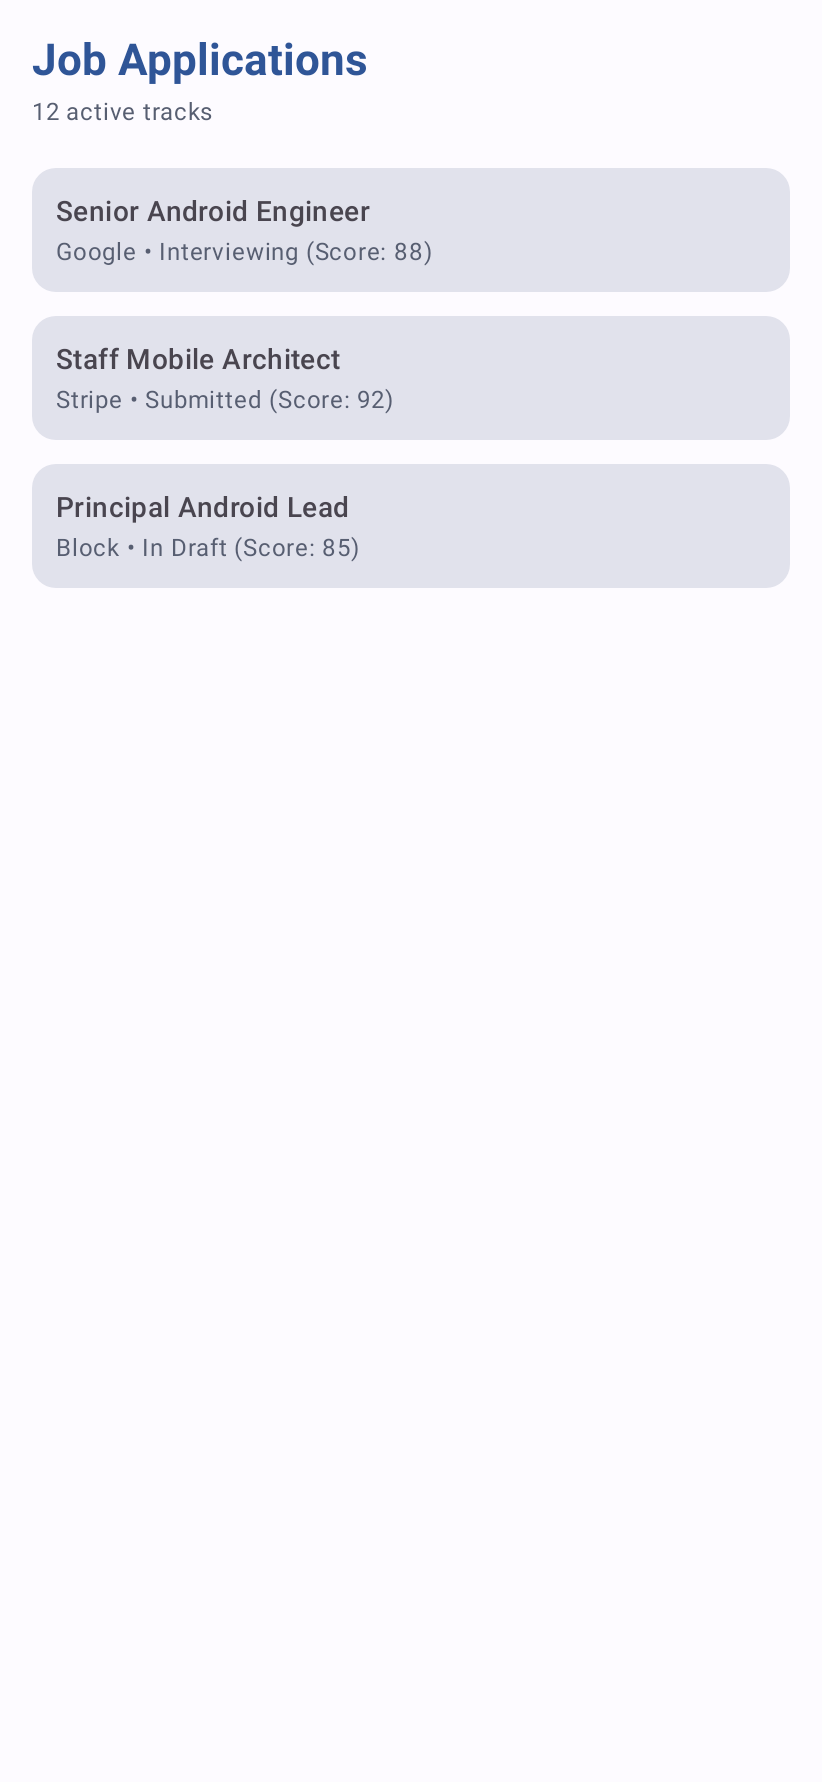 Job Applications
12 active tracks
Senior Android Engineer
Google • Interviewing (Score: 88)
Staff Mobile Architect
Stripe • Submitted (Score: 92)
Principal Android Lead
Block • In Draft (Score: 85)